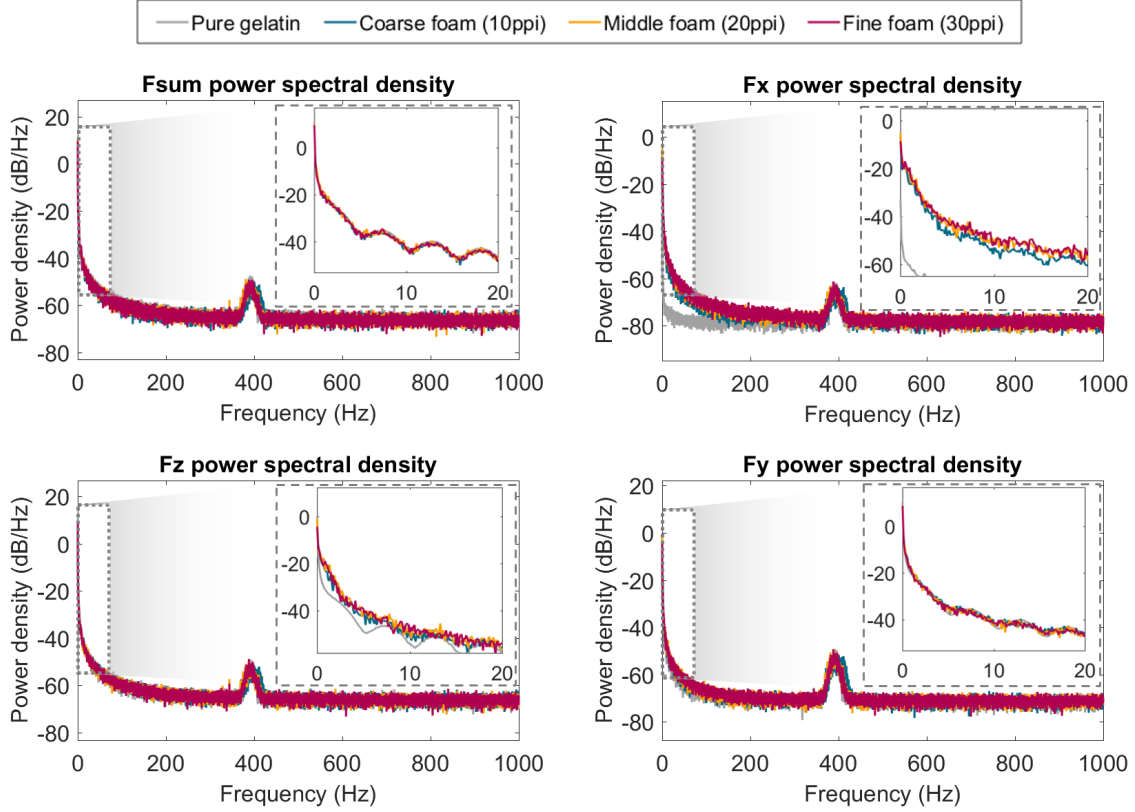 Pure gelatin Coarse foam (10ppi) Middle foam (20ppi) Fine foam (30ppi)
Fsum power spectral density
Power density (dB/Hz)
20
0
-20
-40
-60
-80
0 200 400 600 800 1000
Frequency (Hz)
0
-20
-40
0 10 20
Fx power spectral density
Power density (dB/Hz)
20
0
-20
-40
-60
-80
0 200 400 600 800 1000
Frequency (Hz)
0
-20
-40
-60
0 10 20
Fz power spectral density
Power density (dB/Hz)
20
0
-20
-40
-60
-80
0 200 400 600 800 1000
Frequency (Hz)
0
-20
-40
0 10 20
Fy power spectral density
Power density (dB/Hz)
20
0
-20
-40
-60
-80
0 200 400 600 800 1000
Frequency (Hz)
0
-20
-40
0 10 20